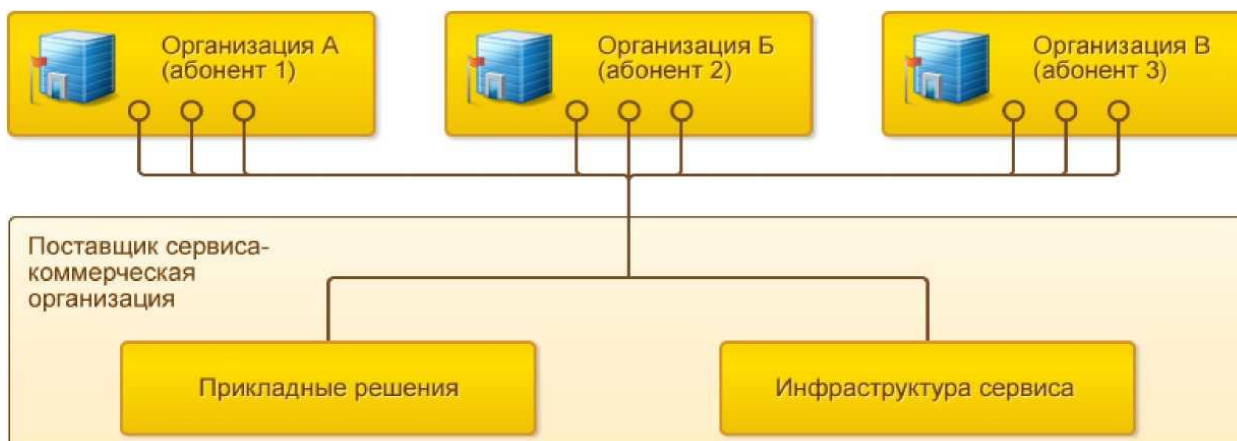 Организация А
(абонент 1)
Организация Б
(абонент 2)
Организация В
(абонент 3)
Поставщик сервиса-
коммерческая
организация
Прикладные решения
Инфраструктура сервиса